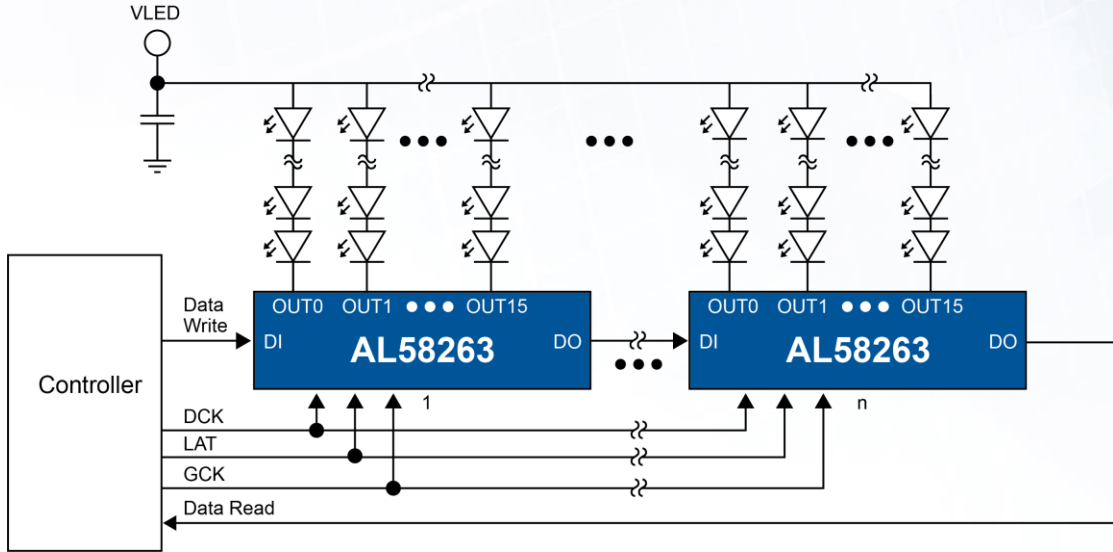 VLED
OUT0 OUT1 OUT15
DI AL58263 DO
1
OUT0 OUT1 OUT15
DI AL58263 DO
n
Data
Write
Controller
DCK
LAT
GCK
Data Read